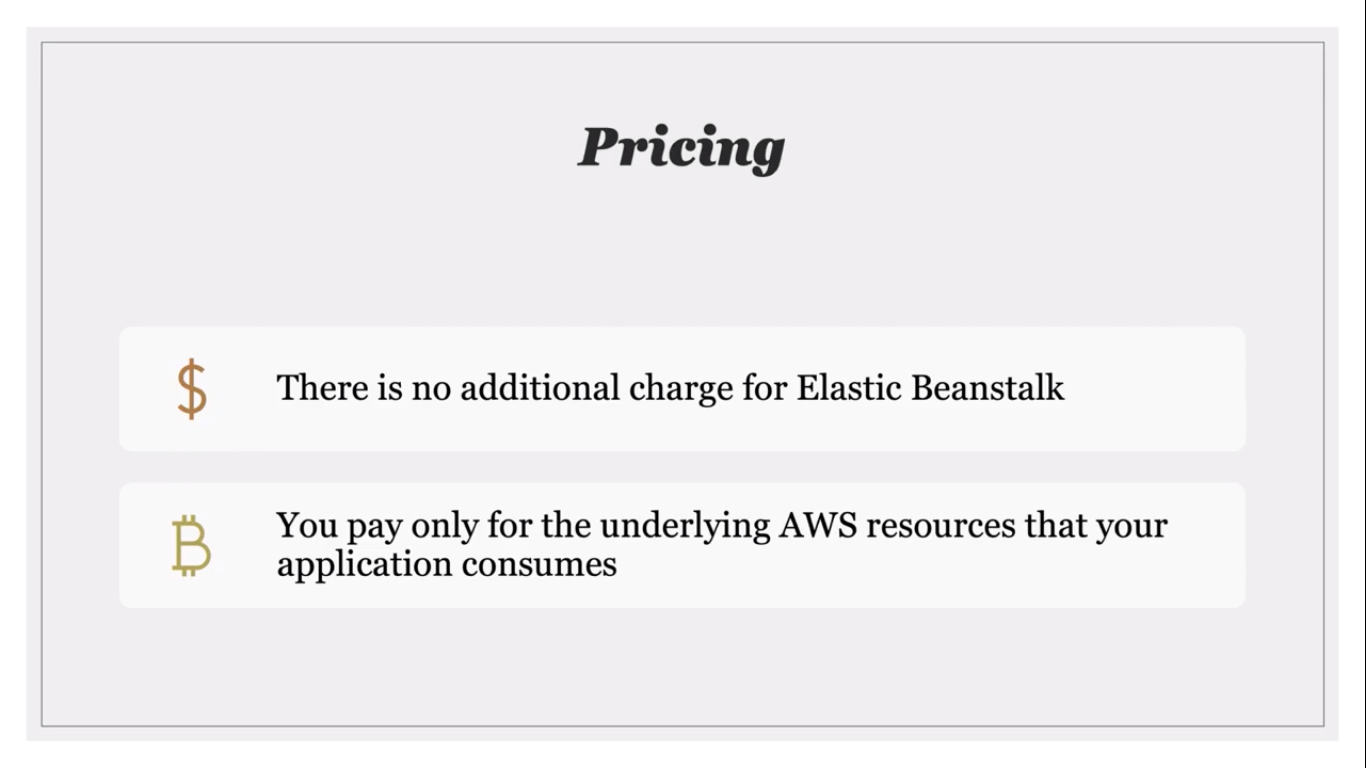 Pricing
There is no additional charge for Elastic Beanstalk
You pay only for the underlying AWS resources that your
application consumes